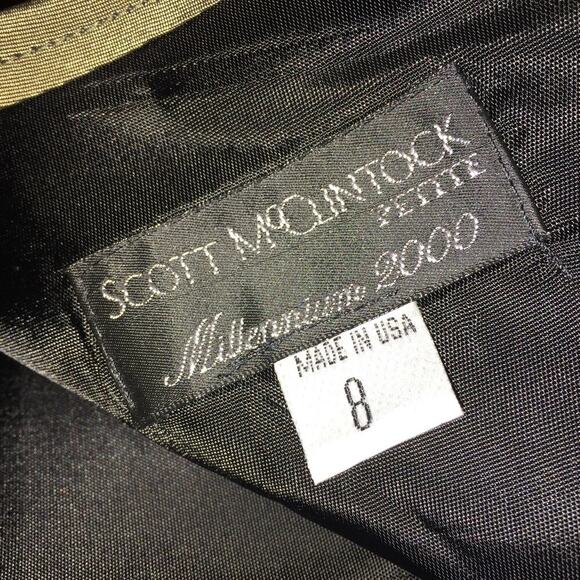 SCOTT McCLINTOCK
PETITE
Millennium 2000
MADE IN USA
8